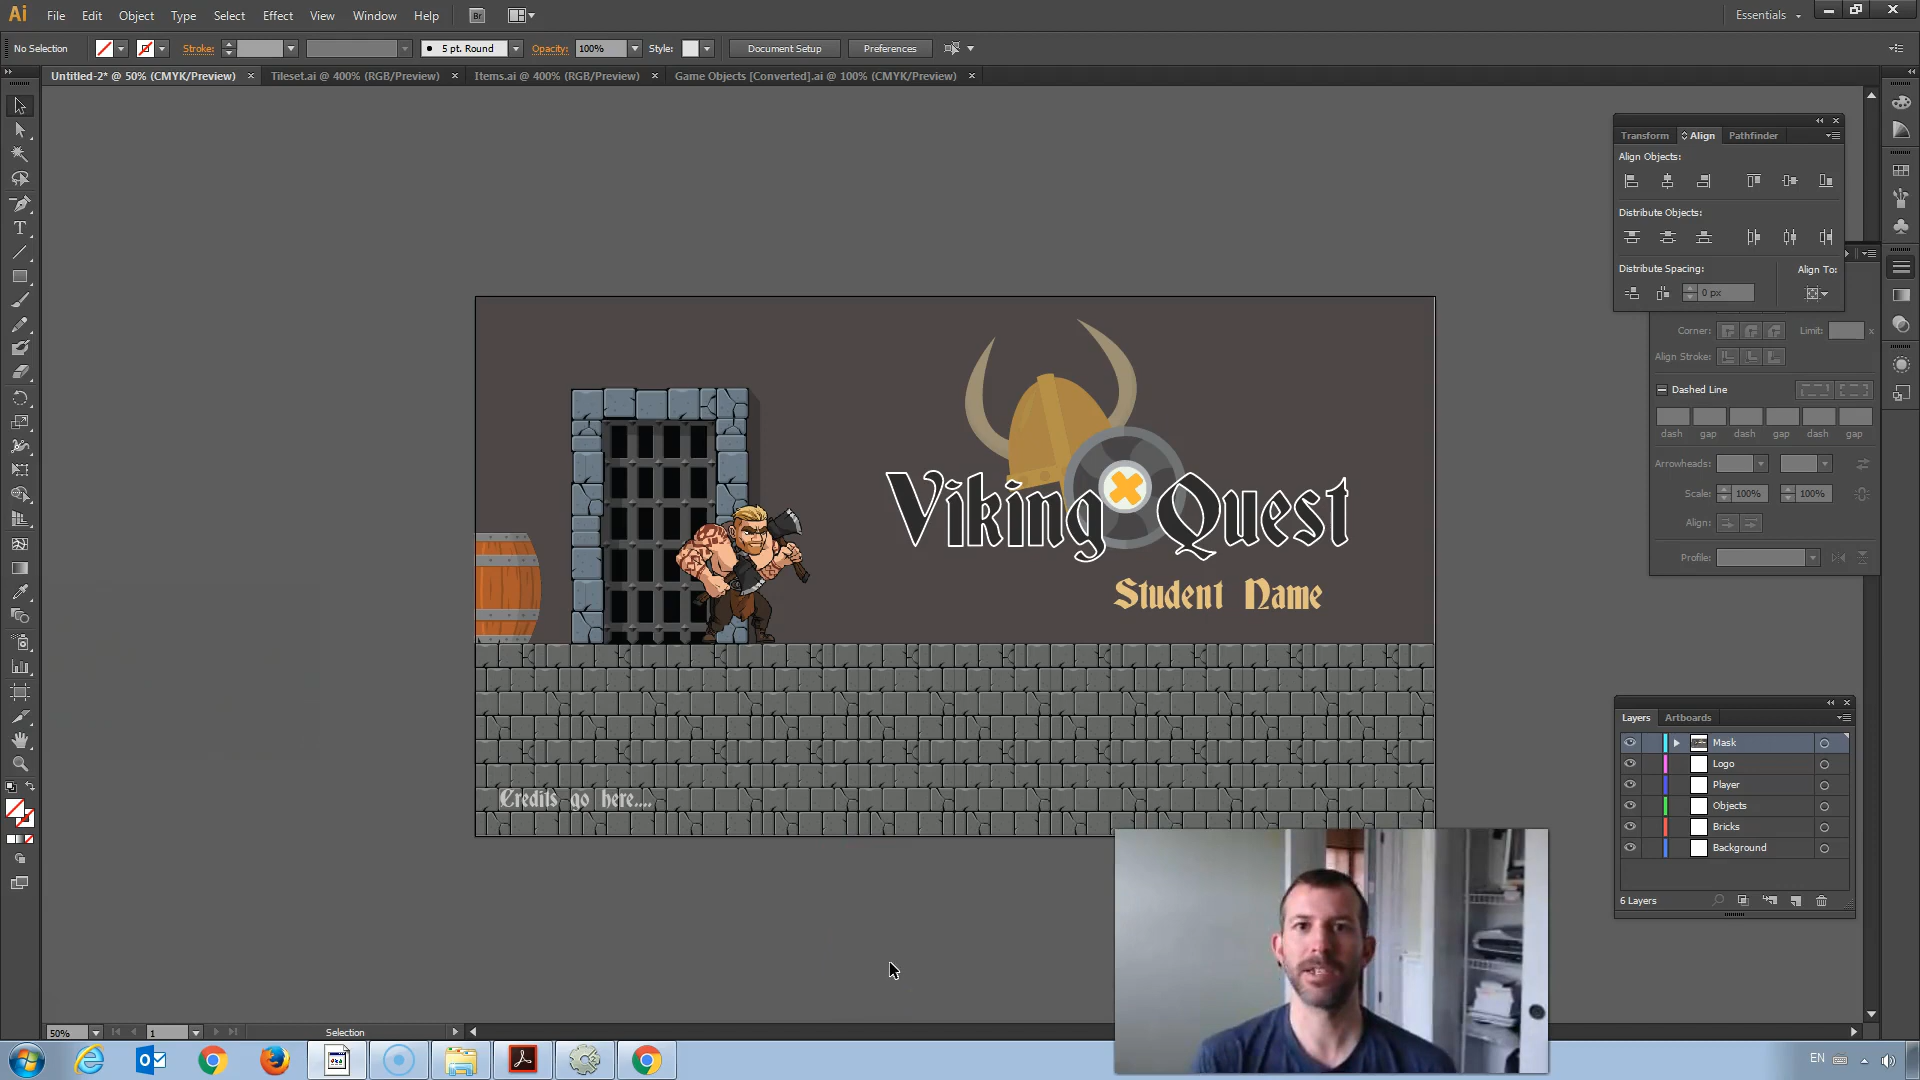 Ai File Edit Object Type Select Effect View Window Help Br Essentials
No Selection Stroke: 5 pt. Round Opacity: 100% Style: Document Setup Preferences
Untitled-2* @ 50% (CMYK/Preview) Tileset.ai @ 400% (RGB/Preview) Items.ai @ 400% (RGB/Preview) Game Objects [Converted].ai @ 100% (CMYK/Preview)
Transform Align Pathfinder
Align Objects:
Distribute Objects:
Distribute Spacing: Align To:
0 px
Corner: Limit: x
Align Stroke:
Dashed Line
dash gap dash gap dash gap
Arrowheads:
Scale: 100% 100%
Align:
Profile:
Viking Quest
Student Name
Credits go here....
Layers Artboards
Mask
Logo
Player
Objects
Bricks
Background
6 Layers
50% 1 Selection
EN